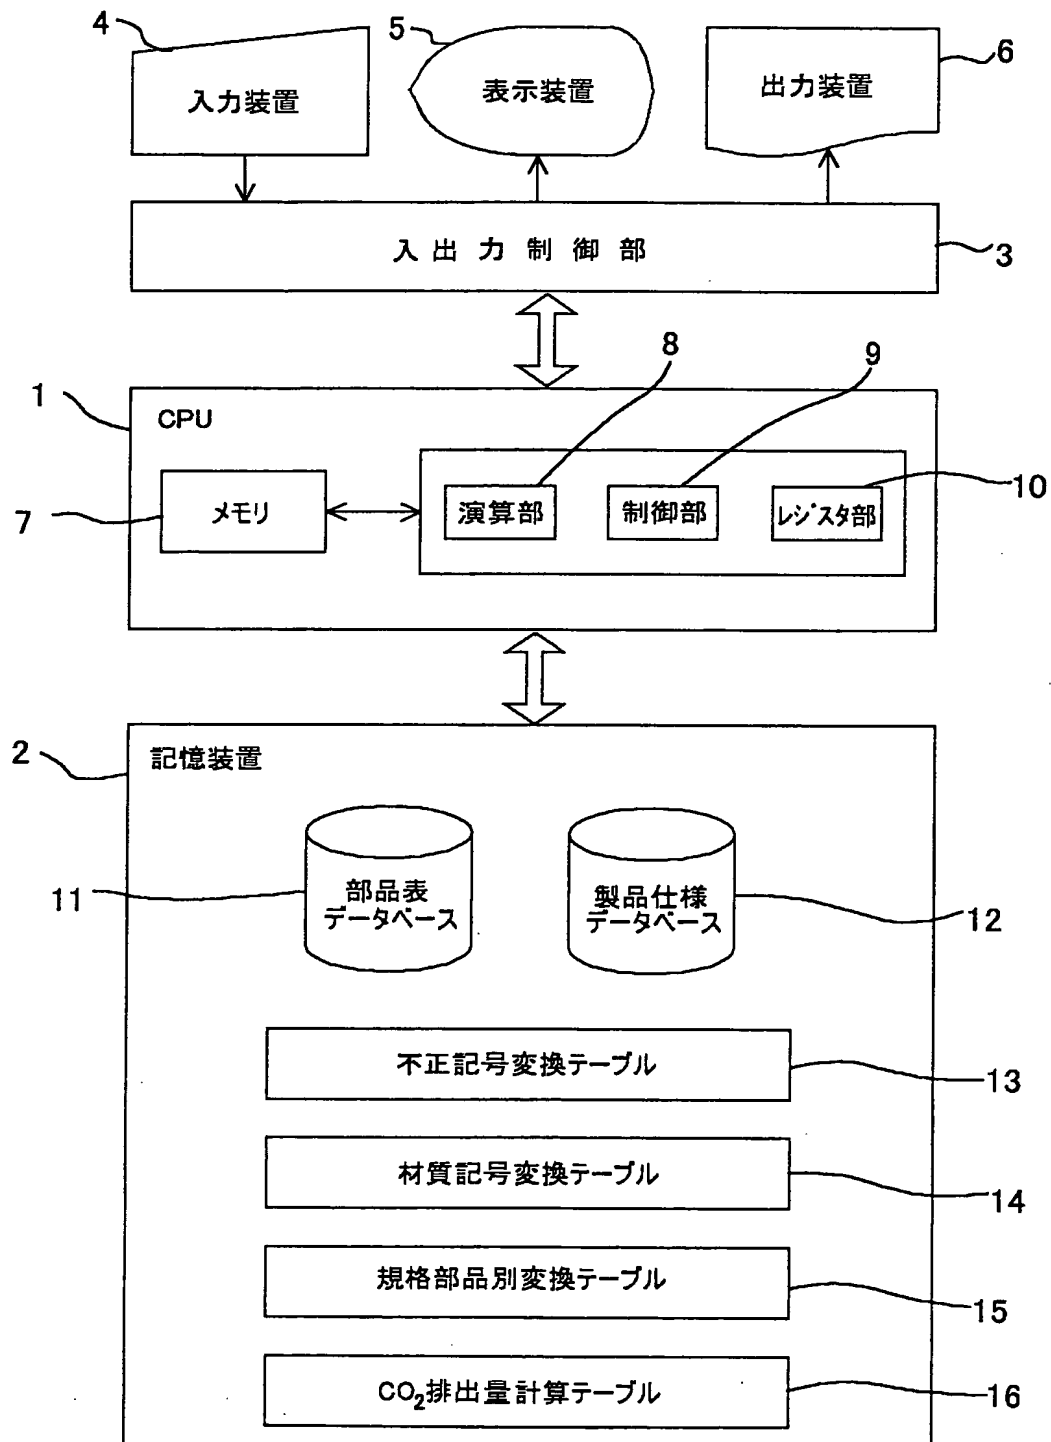 4
5
6
入力装置
表示装置
出力装置
入出力制御部
3
8
9
1
CPU
10
7
メモリ
演算部
制御部
レジスタ部
2
記憶装置
11
部品表
データベース
製品仕様
データベース
12
不正記号変換テーブル
13
材質記号変換テーブル
14
規格部品別変換テーブル
15
CO₂排出量計算テーブル
16